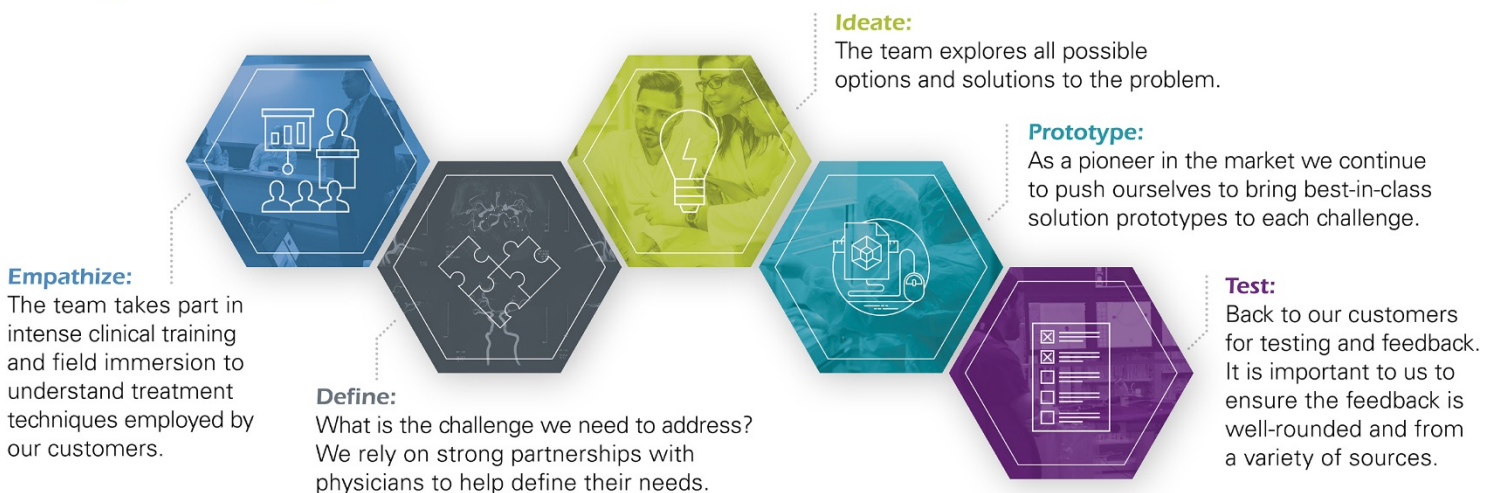 Empathize:
The team takes part in
intense clinical training
and field immersion to
understand treatment
techniques employed by
our customers.
Define:
What is the challenge we need to address?
We rely on strong partnerships with
physicians to help define their needs.
Ideate:
The team explores all possible
options and solutions to the problem.
Prototype:
As a pioneer in the market we continue
to push ourselves to bring best-in-class
solution prototypes to each challenge.
Test:
Back to our customers
for testing and feedback.
It is important to us to
ensure the feedback is
well-rounded and from
a variety of sources.